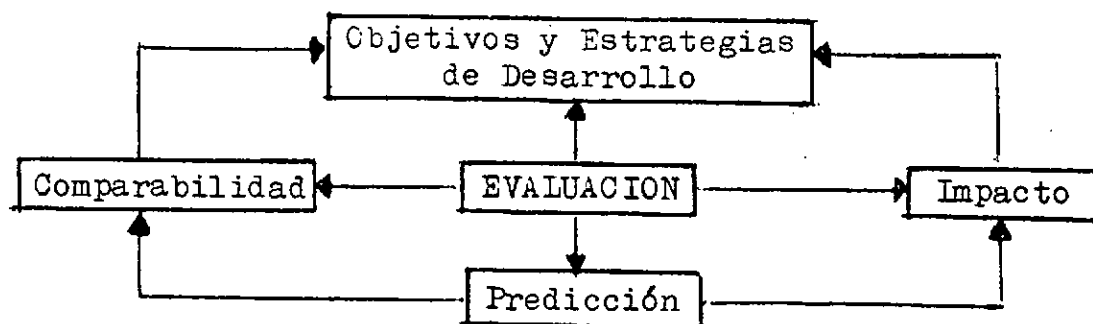 Objetivos y Estrategias
de Desarrollo
Comparabilidad
EVALUACION
Impacto
Predicción